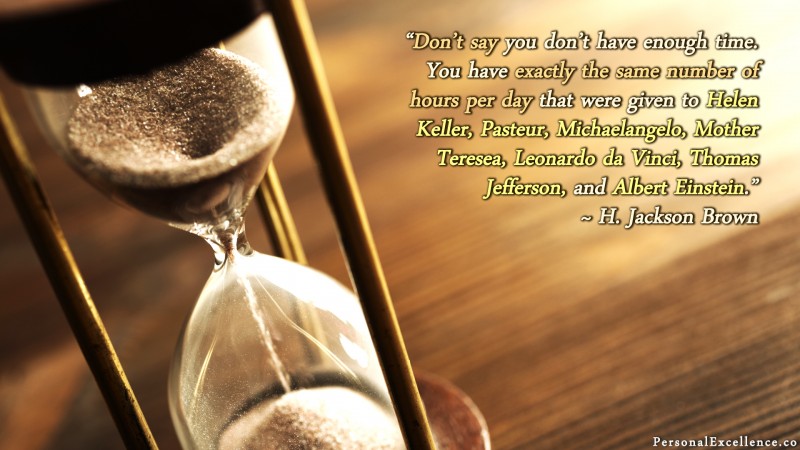 “Don’t say you don’t have enough time.
You have exactly the same number of
hours per day that were given to Helen
Keller, Pasteur, Michaelangelo, Mother
Teresea, Leonardo da Vinci, Thomas
Jefferson, and Albert Einstein.”
~ H. Jackson Brown
PersonalExcellence.co